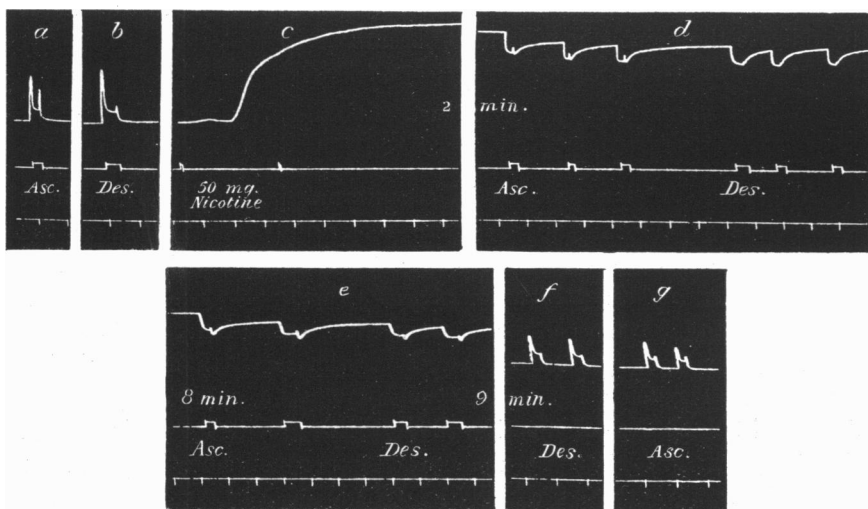 a b c d
2 min.
Asc. Des. 50 mg. Asc. Des.
Nicotine
e f g
8 min. 9 min.
Asc. Des. Des. Asc.